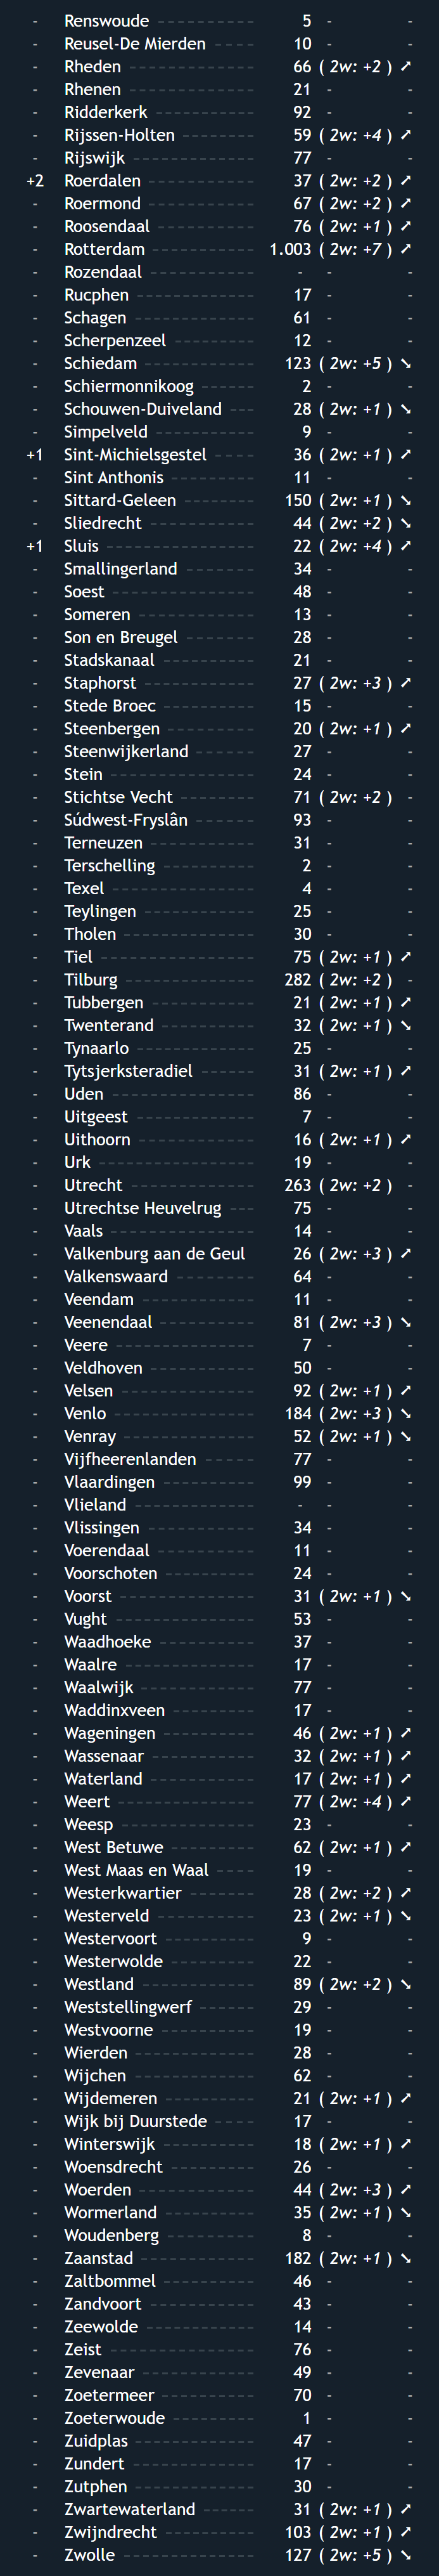 - Renswoude ----------- 5 - -
- Reusel-De Mierden ---- 10 - -
- Rheden ------------- 66 ( 2w: +2 ) ➚
- Rhenen ------------- 21 - -
- Ridderkerk ----------- 92 - -
- Rijssen-Holten --------- 59 ( 2w: +4 ) ➚
- Rijswijk ------------- 77 - -
+2 Roerdalen ------------ 37 ( 2w: +2 ) ➚
- Roermond ------------ 67 ( 2w: +2 ) ➚
- Roosendaal ----------- 76 ( 2w: +1 ) ➚
- Rotterdam ----------- 1.003 ( 2w: +7 ) ➚
- Rozendaal ------------ - - -
- Rucphen ------------ 17 - -
- Schagen ------------- 61 - -
- Scherpenzeel --------- 12 - -
- Schiedam ------------ 123 ( 2w: +5 ) ➘
- Schiermonnikoog ------ 2 - -
- Schouwen-Duiveland --- 28 ( 2w: +1 ) ➘
- Simpelveld ----------- 9 - -
+1 Sint-Michielsgestel ----- 36 ( 2w: +1 ) ➚
- Sint Anthonis --------- 11 - -
- Sittard-Geleen -------- 150 ( 2w: +1 ) ➘
- Sliedrecht ----------- 44 ( 2w: +2 ) ➘
+1 Sluis --------------- 22 ( 2w: +4 ) ➚
- Smallingerland -------- 34 - -
- Soest --------------- 48 - -
- Someren ------------ 13 - -
- Son en Breugel -------- 28 - -
- Stadskanaal ---------- 21 - -
- Staphorst ------------ 27 ( 2w: +3 ) ➚
- Stede Broec ---------- 15 - -
- Steenbergen ---------- 20 ( 2w: +1 ) ➚
- Steenwijkerland ------- 27 - -
- Stein --------------- 24 - -
- Stichtse Vecht -------- 71 ( 2w: +2 ) -
- Súdwest-Fryslân ------- 93 - -
- Terneuzen ------------ 31 - -
- Terschelling ---------- 2 - -
- Texel --------------- 4 - -
- Teylingen ------------ 25 - -
- Tholen -------------- 30 - -
- Tiel ---------------- 75 ( 2w: +1 ) ➚
- Tilburg -------------- 282 ( 2w: +2 ) -
- Tubbergen ----------- 21 ( 2w: +1 ) ➚
- Twenterand ---------- 32 ( 2w: +1 ) ➘
- Tynaarlo ------------ 25 - -
- Tytsjerksteradiel ------ 31 ( 2w: +1 ) ➚
- Uden --------------- 86 - -
- Uitgeest ------------ 7 - -
- Uithoorn ------------ 16 ( 2w: +1 ) ➚
- Urk ---------------- 19 - -
- Utrecht ------------- 263 ( 2w: +2 ) -
- Utrechtse Heuvelrug --- 75 - -
- Vaals --------------- 14 - -
- Valkenburg aan de Geul 26 ( 2w: +3 ) ➚
- Valkenswaard --------- 64 - -
- Veendam ------------ 11 - -
- Veenendaal ---------- 81 ( 2w: +3 ) ➘
- Veere -------------- 7 - -
- Veldhoven ----------- 50 - -
- Velsen -------------- 92 ( 2w: +1 ) ➚
- Venlo --------------- 184 ( 2w: +3 ) ➘
- Venray -------------- 52 ( 2w: +1 ) ➘
- Vijfheerenlanden ------ 77 - -
- Vlaardingen ---------- 99 - -
- Vlieland ------------- - - -
- Vlissingen ----------- 34 - -
- Voerendaal ----------- 11 - -
- Voorschoten ---------- 24 - -
- Voorst -------------- 31 ( 2w: +1 ) ➘
- Vught --------------- 53 - -
- Waadhoeke ----------- 37 - -
- Waalre -------------- 17 - -
- Waalwijk ------------ 77 - -
- Waddinxveen --------- 17 - -
- Wageningen ---------- 46 ( 2w: +1 ) ➚
- Wassenaar ----------- 32 ( 2w: +1 ) ➚
- Waterland ----------- 17 ( 2w: +1 ) ➚
- Weert --------------- 77 ( 2w: +4 ) ➚
- Weesp -------------- 23 - -
- West Betuwe --------- 62 ( 2w: +1 ) ➚
- West Maas en Waal ---- 19 - -
- Westerkwartier ------- 28 ( 2w: +2 ) ➚
- Westerveld ----------- 23 ( 2w: +1 ) ➘
- Westervoort ---------- 9 - -
- Westerwolde --------- 22 - -
- Westland ------------ 89 ( 2w: +2 ) ➘
- Weststellingwerf ------ 29 - -
- Westvoorne ---------- 19 - -
- Wierden ------------- 28 - -
- Wijchen ------------- 62 - -
- Wijdemeren ---------- 21 ( 2w: +1 ) ➚
- Wijk bij Duurstede ----- 17 - -
- Winterswijk ---------- 18 ( 2w: +1 ) ➚
- Woensdrecht --------- 26 - -
- Woerden ------------ 44 ( 2w: +3 ) ➚
- Wormerland ---------- 35 ( 2w: +1 ) ➘
- Woudenberg --------- 8 - -
- Zaanstad ------------ 182 ( 2w: +1 ) ➘
- Zaltbommel ---------- 46 - -
- Zandvoort ----------- 43 - -
- Zeewolde ----------- 14 - -
- Zeist --------------- 76 - -
- Zevenaar ------------ 49 - -
- Zoetermeer ---------- 70 - -
- Zoeterwoude --------- 1 - -
- Zuidplas ------------- 47 - -
- Zundert ------------- 17 - -
- Zutphen ------------- 30 - -
- Zwartewaterland ------ 31 ( 2w: +1 ) ➚
- Zwijndrecht ---------- 103 ( 2w: +1 ) ➚
- Zwolle -------------- 127 ( 2w: +5 ) ➘